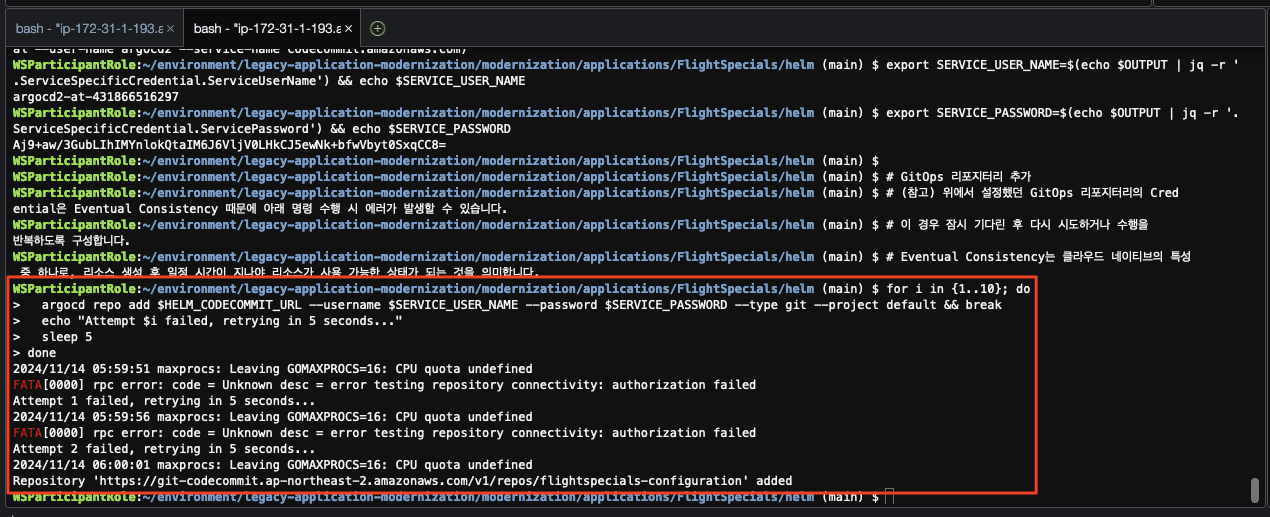 bash - "ip-172-31-1-193.a ×
bash - "ip-172-31-1-193.a ×
at --user-name argocd2 --service-name codecommit.amazonaws.com)
WSParticipantRole:~/environment/legacy-application-modernization/modernization/applications/FlightSpecials/helm (main) $ export SERVICE_USER_NAME=$(echo $OUTPUT | jq -r '
.ServiceSpecificCredential.ServiceUserName') && echo $SERVICE_USER_NAME
argocd2-at-431866516297
WSParticipantRole:~/environment/legacy-application-modernization/modernization/applications/FlightSpecials/helm (main) $ export SERVICE_PASSWORD=$(echo $OUTPUT | jq -r '.
ServiceSpecificCredential.ServicePassword') && echo $SERVICE_PASSWORD
Aj9+aw/3GubLIhIMYnlokQtaIM6J6VljV0LHkCJ5ewNk+bfwVbyt0SxqCC8=
WSParticipantRole:~/environment/legacy-application-modernization/modernization/applications/FlightSpecials/helm (main) $
WSParticipantRole:~/environment/legacy-application-modernization/modernization/applications/FlightSpecials/helm (main) $ # GitOps 리포지터리 추가
WSParticipantRole:~/environment/legacy-application-modernization/modernization/applications/FlightSpecials/helm (main) $ # (참고) 위에서 설정했던 GitOps 리포지터리의 Cred
ential은 Eventual Consistency 때문에 아래 명령 수행 시 에러가 발생할 수 있습니다.
WSParticipantRole:~/environment/legacy-application-modernization/modernization/applications/FlightSpecials/helm (main) $ # 이 경우 잠시 기다린 후 다시 시도하거나 수행을
반복하도록 구성합니다.
WSParticipantRole:~/environment/legacy-application-modernization/modernization/applications/FlightSpecials/helm (main) $ # Eventual Consistency는 클라우드 네이티브의 특성
중 하나로, 리소스 생성 후 일정 시간이 지나야 리소스가 사용 가능한 상태가 되는 것을 의미합니다.
WSParticipantRole:~/environment/legacy-application-modernization/modernization/applications/FlightSpecials/helm (main) $ for i in {1..10}; do
>   argocd repo add $HELM_CODECOMMIT_URL --username $SERVICE_USER_NAME --password $SERVICE_PASSWORD --type git --project default && break
>   echo "Attempt $i failed, retrying in 5 seconds..."
>   sleep 5
> done
2024/11/14 05:59:51 maxprocs: Leaving GOMAXPROCS=16: CPU quota undefined
FATA[0000] rpc error: code = Unknown desc = error testing repository connectivity: authorization failed
Attempt 1 failed, retrying in 5 seconds...
2024/11/14 05:59:56 maxprocs: Leaving GOMAXPROCS=16: CPU quota undefined
FATA[0000] rpc error: code = Unknown desc = error testing repository connectivity: authorization failed
Attempt 2 failed, retrying in 5 seconds...
2024/11/14 06:00:01 maxprocs: Leaving GOMAXPROCS=16: CPU quota undefined
Repository 'https://git-codecommit.ap-northeast-2.amazonaws.com/v1/repos/flightspecials-configuration' added
WSParticipantRole:~/environment/legacy-application-modernization/modernization/applications/FlightSpecials/helm (main) $